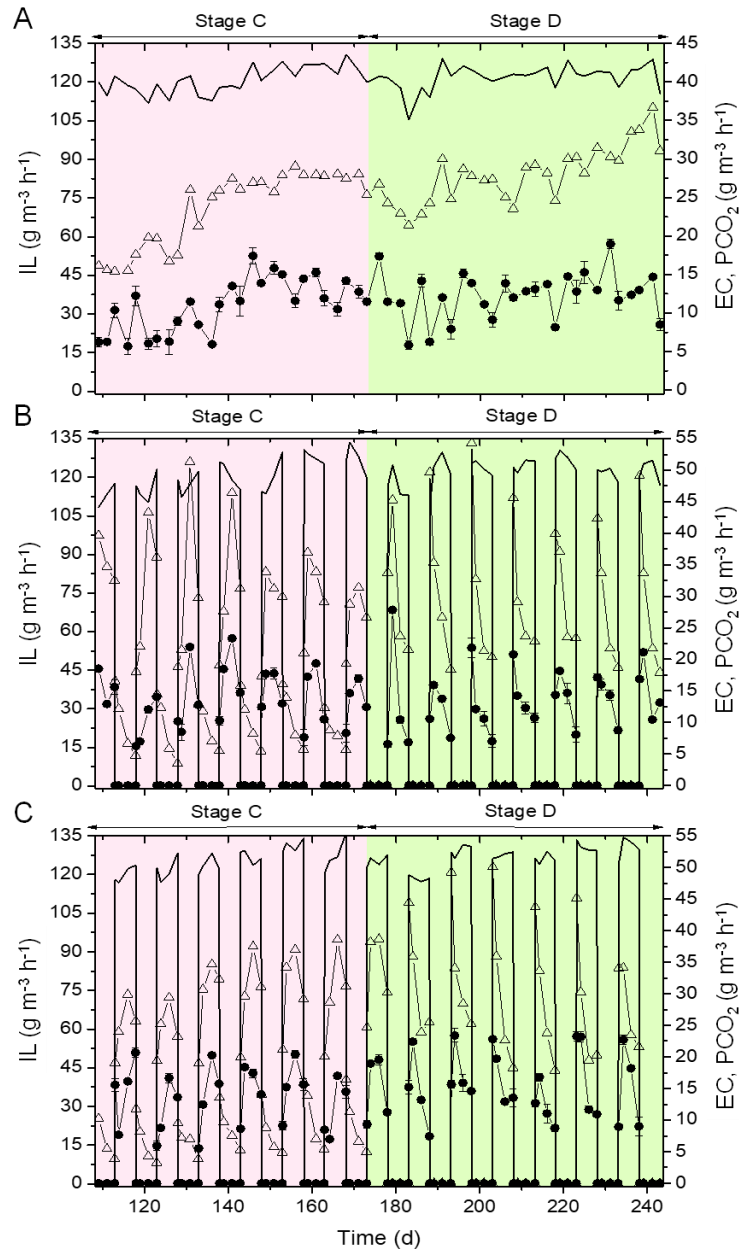 A
Stage C Stage D
135 45
120 40
105 35
90 30
75 25
60 20
45 15
30 10
15 5
0 0
IL (g m⁻³ h⁻¹)
EC, PCO₂ (g m⁻³ h⁻¹)
B
Stage C Stage D
135 55
120 50
105 45
90 40
75 35
60 30
45 25
30 20
15 15
0 10
5
0
IL (g m⁻³ h⁻¹)
EC, PCO₂ (g m⁻³ h⁻¹)
C
Stage C Stage D
135 55
120 50
105 45
90 40
75 35
60 30
45 25
30 20
15 15
0 10
5
0
IL (g m⁻³ h⁻¹)
EC, PCO₂ (g m⁻³ h⁻¹)
120 140 160 180 200 220 240
Time (d)